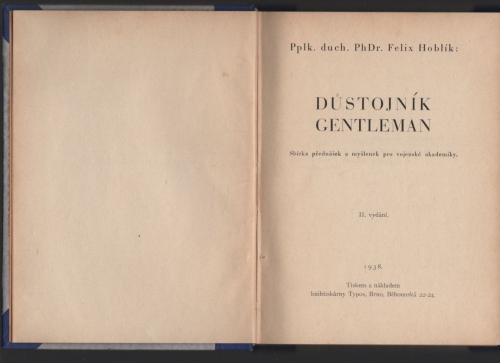 Pplk. duch. PhDr. Felix Hoblík:
DŮSTOJNÍK
GENTLEMAN
Sbírka přednášek a myšlenek pro vojenské akademiky.
II. vydání.
1938
Tiskem a nákladem
knihtiskárny Typos, Brno, Běhounská 22-24.